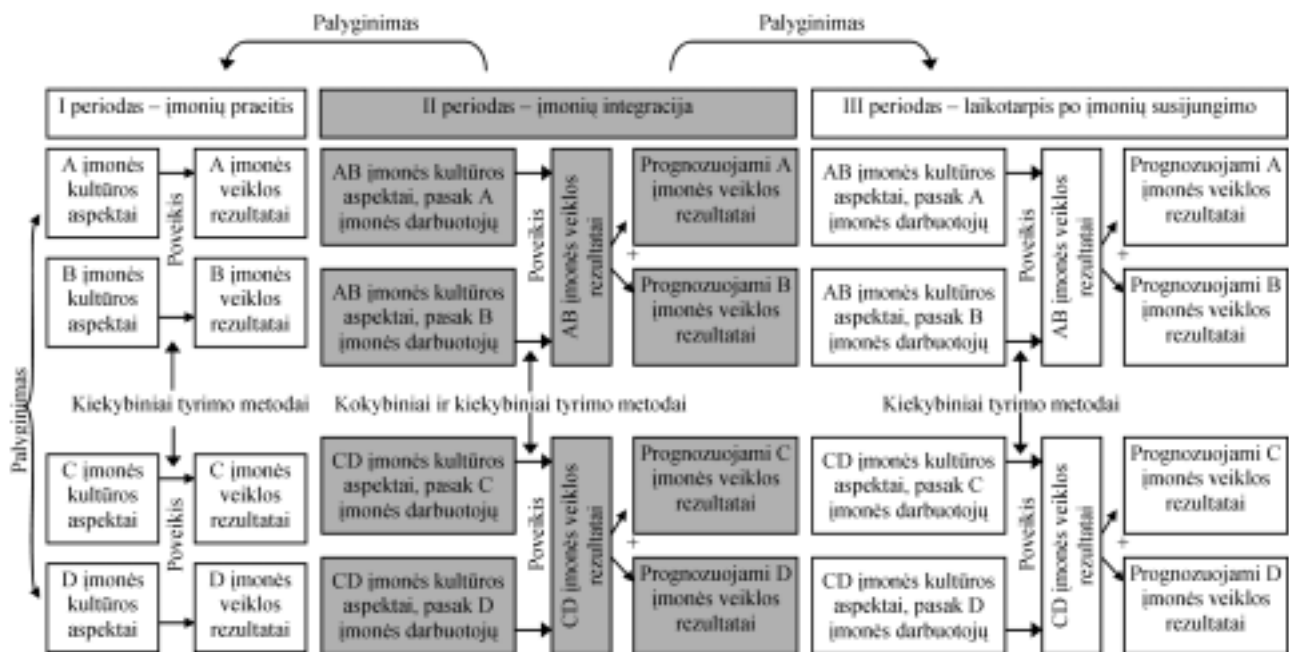 Palyginimas
Palyginimas
I periodas – įmonių praeitis
II periodas – įmonių integracija
III periodas – laikotarpis po įmonių susijungimo
A įmonės
kultūros
aspektai
Poveikis
A įmonės
veiklos
rezultatai
B įmonės
kultūros
aspektai
B įmonės
veiklos
rezultatai
AB įmonės kultūros
aspektai, pasak A
įmonės darbuotojų
Poveikis
AB įmonės veiklos
rezultatai
Prognozuojami A
įmonės veiklos
rezultatai
+
AB įmonės kultūros
aspektai, pasak B
įmonės darbuotojų
Prognozuojami B
įmonės veiklos
rezultatai
AB įmonės kultūros
aspektai, pasak A
įmonės darbuotojų
Poveikis
AB įmonės veiklos
rezultatai
Prognozuojami A
įmonės veiklos
rezultatai
+
AB įmonės kultūros
aspektai, pasak B
įmonės darbuotojų
Prognozuojami B
įmonės veiklos
rezultatai
Palyginimas
Kiekybiniai tyrimo metodai
Kokybiniai ir kiekybiniai tyrimo metodai
Kiekybiniai tyrimo metodai
C įmonės
kultūros
aspektai
Poveikis
C įmonės
veiklos
rezultatai
D įmonės
kultūros
aspektai
D įmonės
veiklos
rezultatai
CD įmonės kultūros
aspektai, pasak C
įmonės darbuotojų
Poveikis
CD įmonės veiklos
rezultatai
Prognozuojami C
įmonės veiklos
rezultatai
+
CD įmonės kultūros
aspektai, pasak D
įmonės darbuotojų
Prognozuojami D
įmonės veiklos
rezultatai
CD įmonės kultūros
aspektai, pasak C
įmonės darbuotojų
Poveikis
CD įmonės veiklos
rezultatai
Prognozuojami C
įmonės veiklos
rezultatai
+
CD įmonės kultūros
aspektai, pasak D
įmonės darbuotojų
Prognozuojami D
įmonės veiklos
rezultatai